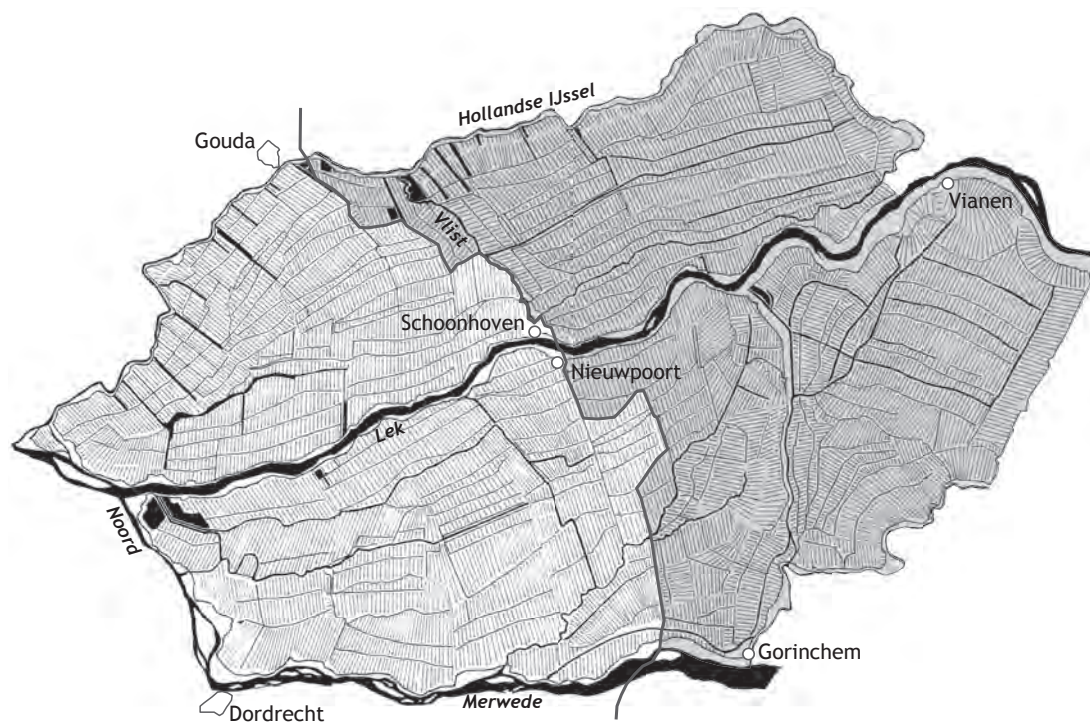 Hollandse IJssel
Gouda
Vianen
Vlist
Schoonhoven
Nieuwpoort
Lek
Noord
Gorinchem
Merwede
Dordrecht